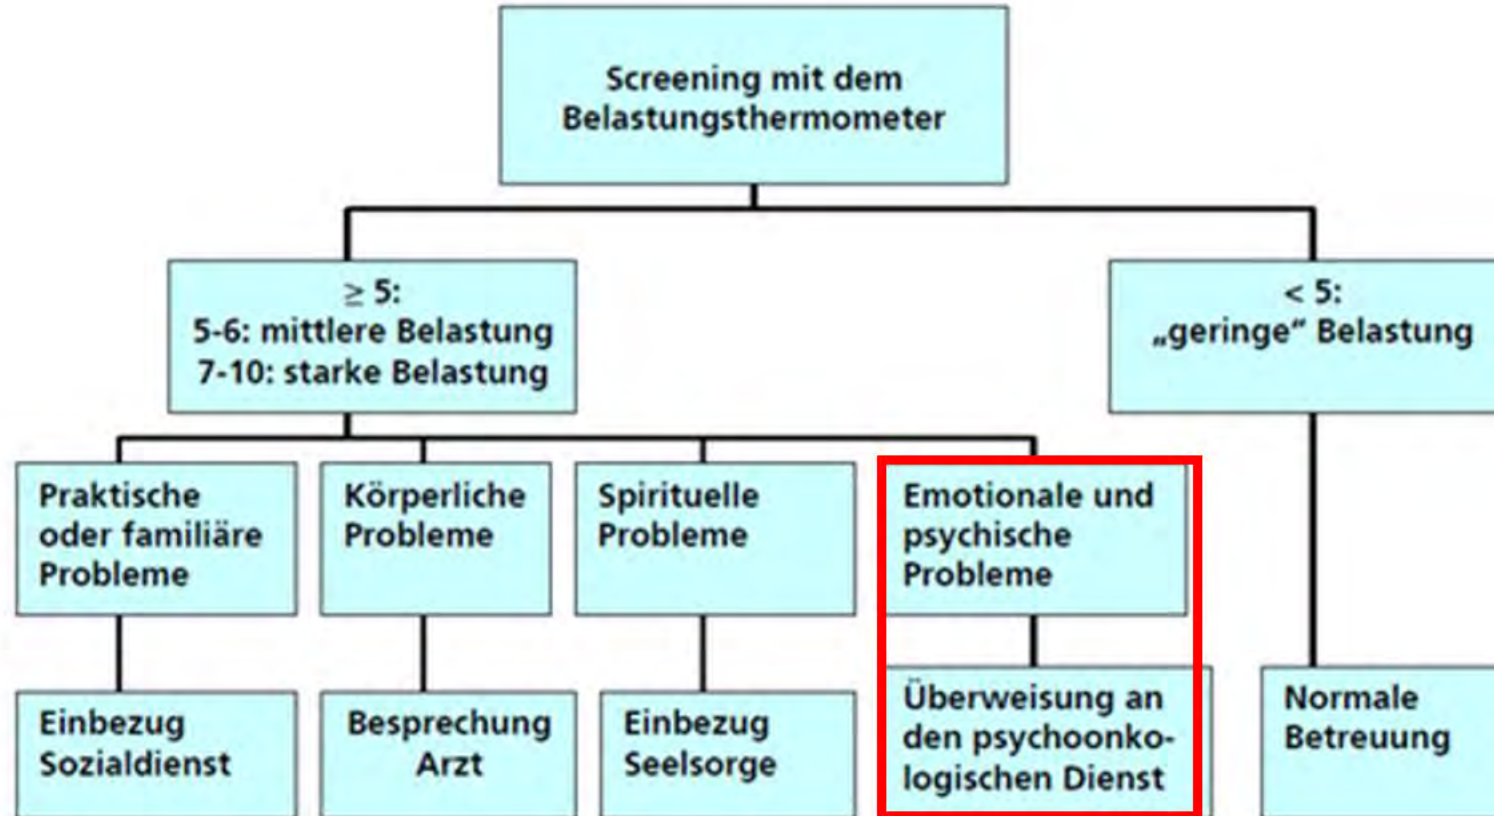 Screening mit dem
Belastungsthermometer
≥ 5:
5-6: mittlere Belastung
7-10: starke Belastung
< 5:
„geringe“ Belastung
Praktische
oder familiäre
Probleme
Körperliche
Probleme
Spirituelle
Probleme
Emotionale und
psychische
Probleme
Einbezug
Sozialdienst
Besprechung
Arzt
Einbezug
Seelsorge
Überweisung an
den psychoonko-
logischen Dienst
Normale
Betreuung